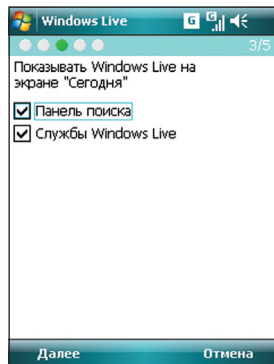 Windows Live
G G
3/5
Показывать Windows Live на
экране "Сегодня"
Панель поиска
Службы Windows Live
Далее Отмена